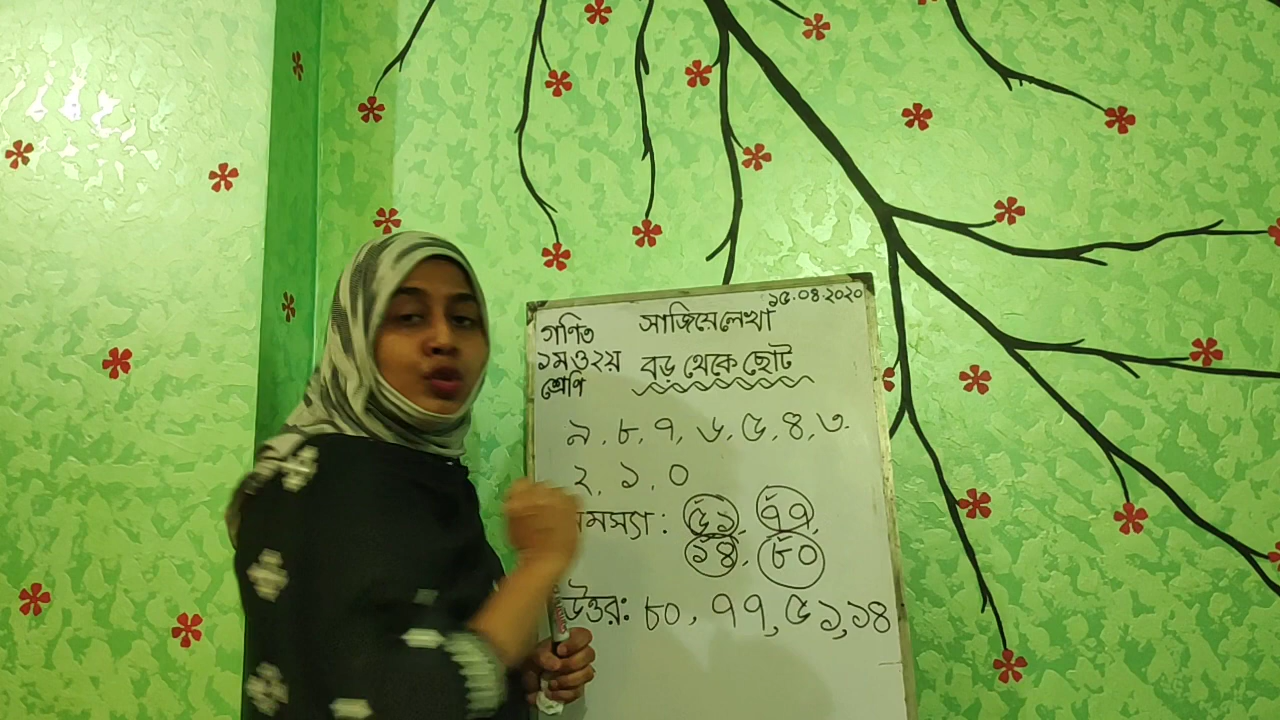 ১৫.০৪.২০২০
গণিত
১ম ও ২য়
শ্রেণি
সাজিয়ে লেখা
বড় থেকে ছোট
৯, ৮, ৭, ৬, ৫, ৪, ৩.
২, ১, ০
সমস্যা : ৫১, ৭৭,
১৪, ৮০
উত্তর: ৮০, ৭৭, ৫১, ১৪